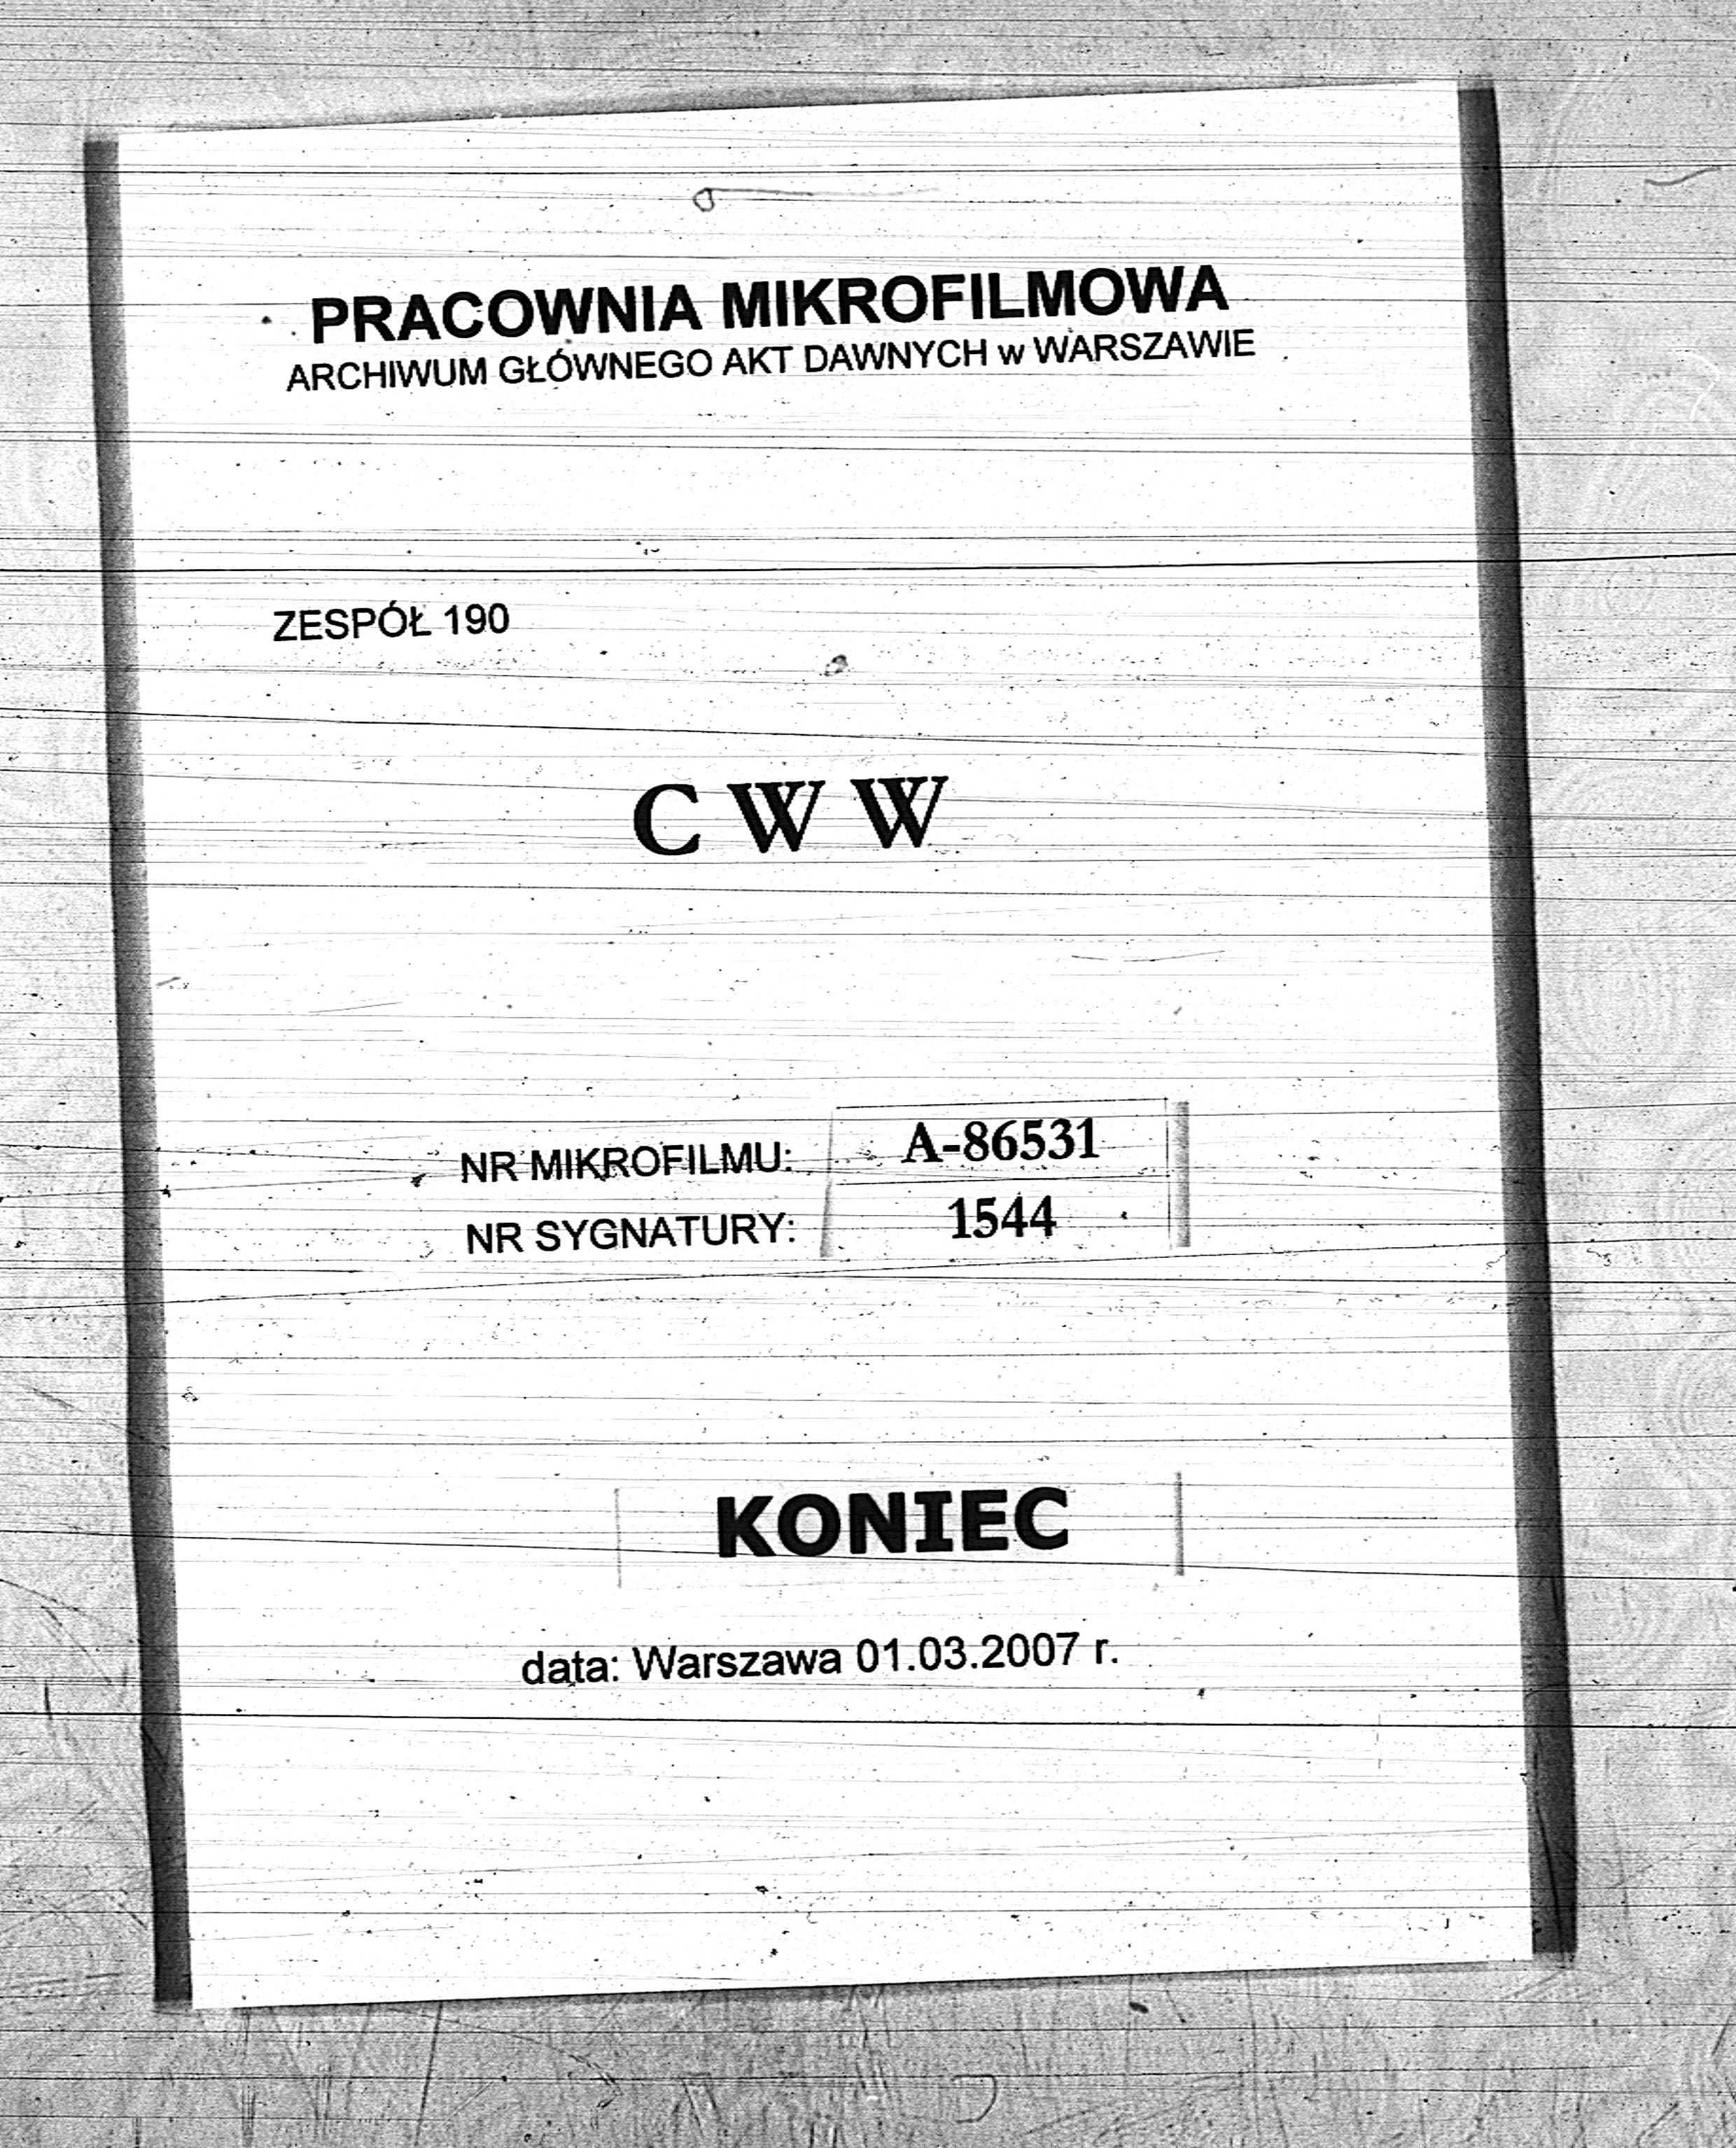 PRACOWNIA MIKROFILMOWA
ARCHIWUM GŁÓWNEGO AKT DAWNYCH w WARSZAWIE
ZESPÓŁ 190
C W W
NR MIKROFILMU: A-86531
NR SYGNATURY: 1544
KONIEC
data: Warszawa 01.03.2007 r.